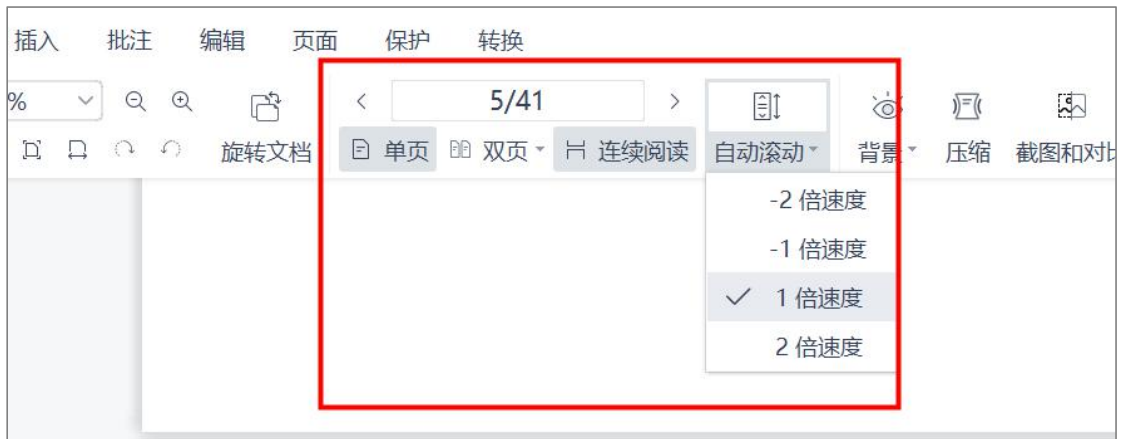 插入 批注 编辑 页面 保护 转换
% 5/41
旋转文档 单页 双页 连续阅读 自动滚动 背景 压缩 截图和对比
-2 倍速度
-1 倍速度
1 倍速度
2 倍速度